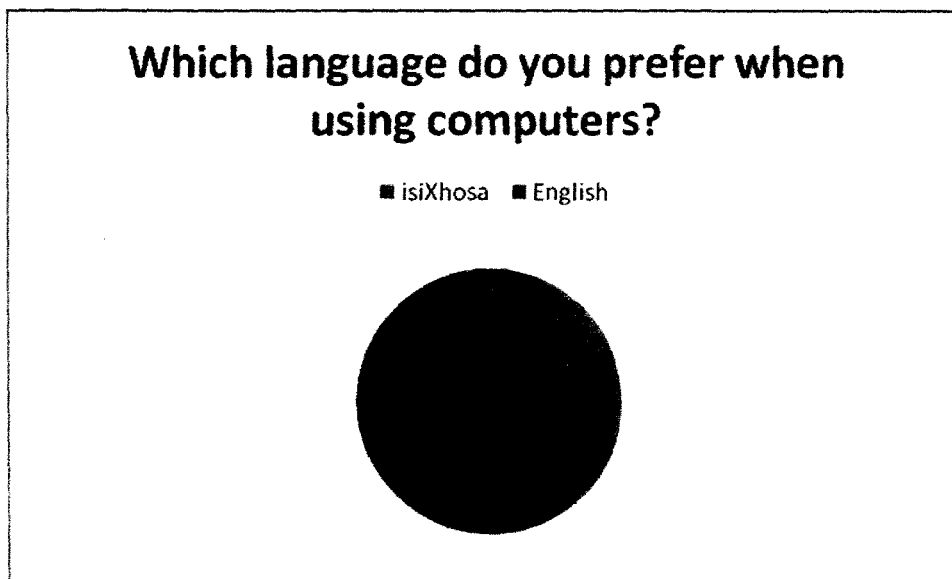 Which language do you prefer when
using computers?
isiXhosa English